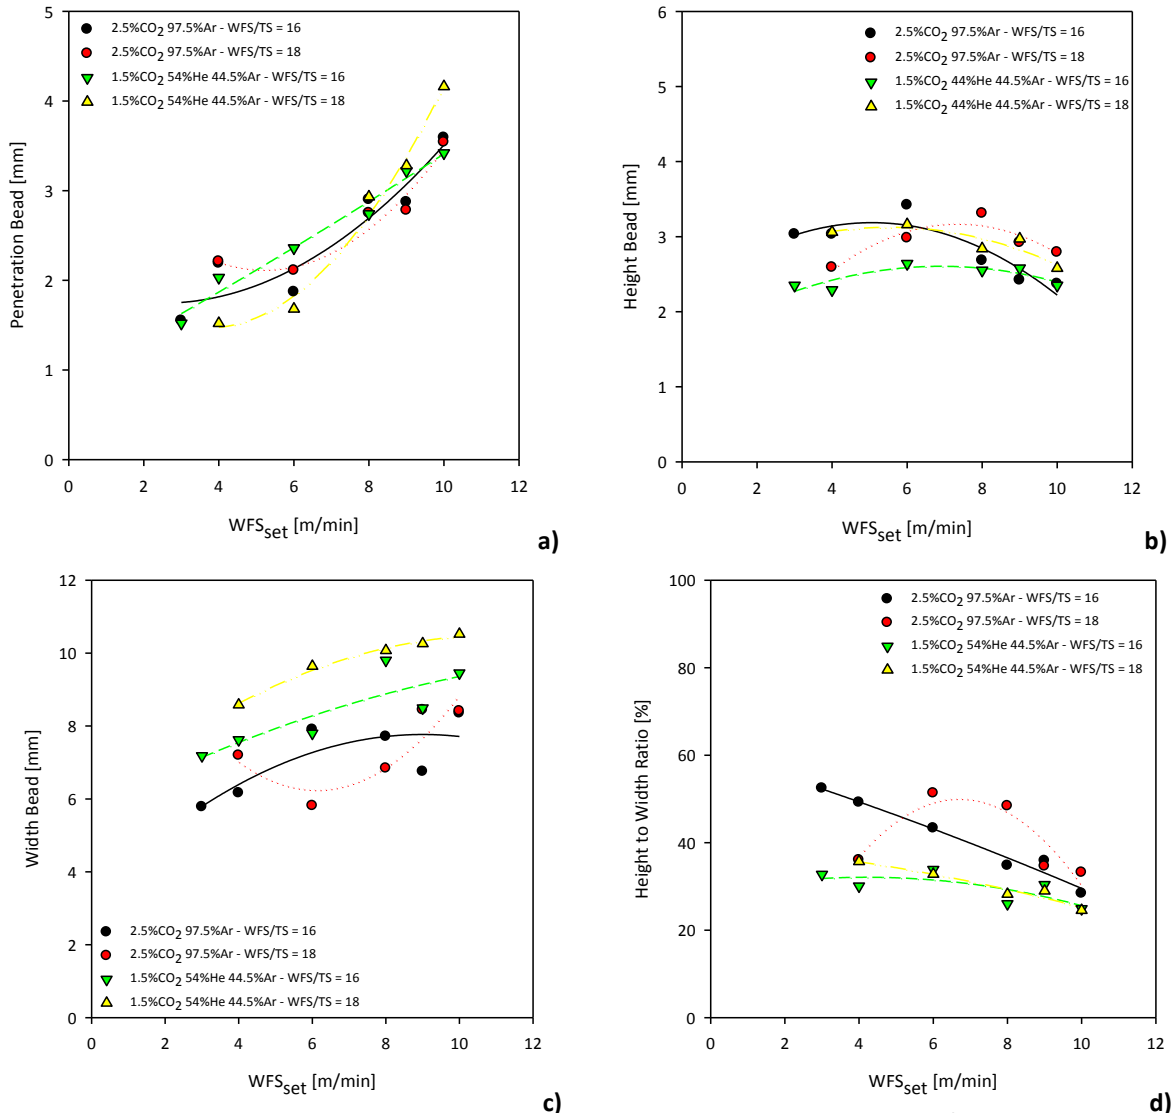 5
4
3
2
1
0
Penetration Bead [mm]
2.5%CO2 97.5%Ar - WFS/TS = 16
2.5%CO2 97.5%Ar - WFS/TS = 18
1.5%CO2 54%He 44.5%Ar - WFS/TS = 16
1.5%CO2 54%He 44.5%Ar - WFS/TS = 18
0 2 4 6 8 10 12
WFSset [m/min]
a)
6
5
4
3
2
1
0
Height Bead [mm]
2.5%CO2 97.5%Ar - WFS/TS = 16
2.5%CO2 97.5%Ar - WFS/TS = 18
1.5%CO2 44%He 44.5%Ar - WFS/TS = 16
1.5%CO2 44%He 44.5%Ar - WFS/TS = 18
0 2 4 6 8 10 12
WFSset [m/min]
b)
12
10
8
6
4
2
0
Width Bead [mm]
2.5%CO2 97.5%Ar - WFS/TS = 16
2.5%CO2 97.5%Ar - WFS/TS = 18
1.5%CO2 54%He 44.5%Ar - WFS/TS = 16
1.5%CO2 54%He 44.5%Ar - WFS/TS = 18
0 2 4 6 8 10 12
WFSset [m/min]
c)
100
80
60
40
20
0
Height to Width Ratio [%]
2.5%CO2 97.5%Ar - WFS/TS = 16
2.5%CO2 97.5%Ar - WFS/TS = 18
1.5%CO2 54%He 44.5%Ar - WFS/TS = 16
1.5%CO2 54%He 44.5%Ar - WFS/TS = 18
0 2 4 6 8 10 12
WFSset [m/min]
d)